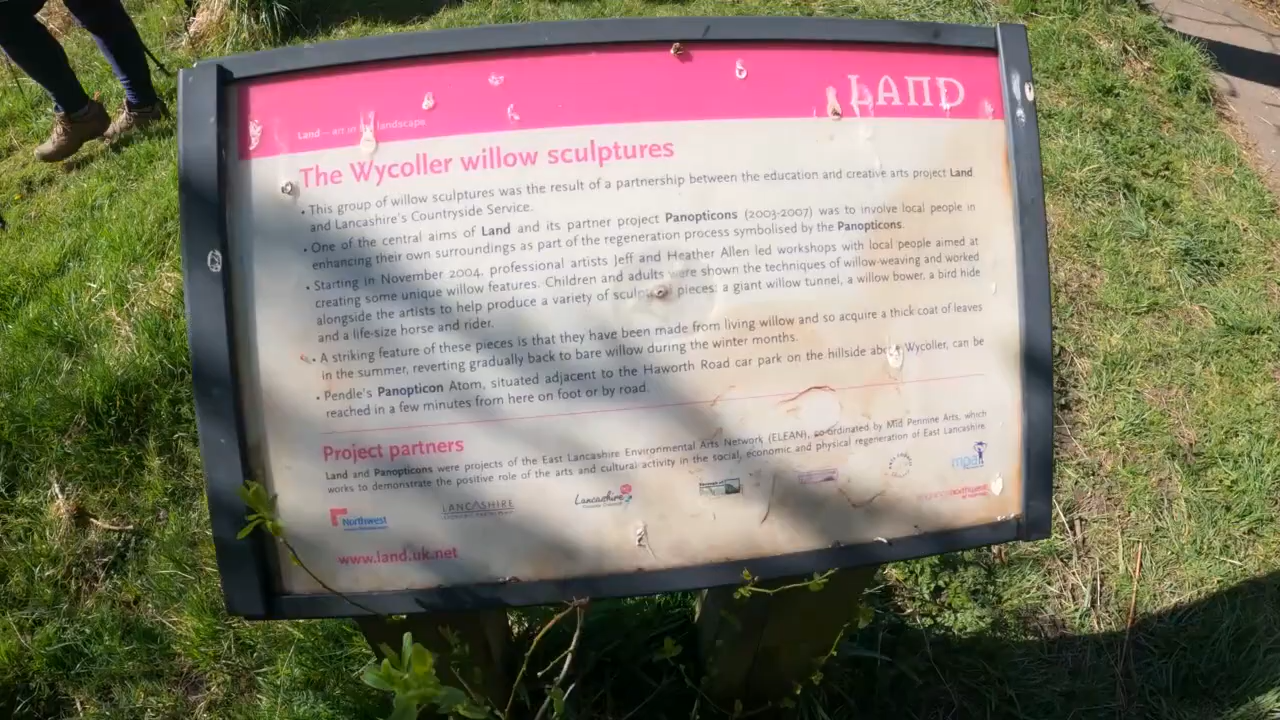 LAND
Land – art in the landscape
The Wycoller willow sculptures
• This group of willow sculptures was the result of a partnership between the education and creative arts project Land
and Lancashire's Countryside Service.
• One of the central aims of Land and its partner project Panopticons (2003-2007) was to involve local people in
enhancing their own surroundings as part of the regeneration process symbolised by the Panopticons.
• Starting in November 2004, professional artists Jeff and Heather Allen led workshops with local people aimed at
creating some unique willow features. Children and adults were shown the techniques of willow-weaving and worked
alongside the artists to help produce a variety of pieces: a giant willow tunnel, a willow bower, a bird hide
and a life-size horse and rider.
• A striking feature of these pieces is that they have been made from living willow and so acquire a thick coat of leaves
in the summer, reverting gradually back to bare willow during the winter months.
• Pendle's Panopticon Atom, situated adjacent to the Haworth Road car park on the hillside above Wycoller, can be
reached in a few minutes from here on foot or by road.
Project partners
Land and Panopticons were projects of the East Lancashire Environmental Arts Network (ELEAN), co-ordinated by Mid Pennine Arts, which
works to demonstrate the positive role of the arts and cultural activity in the social, economic and physical regeneration of East Lancashire
mpa
Northwest
LANCASHIRE
Lancashire
www.land.uk.net